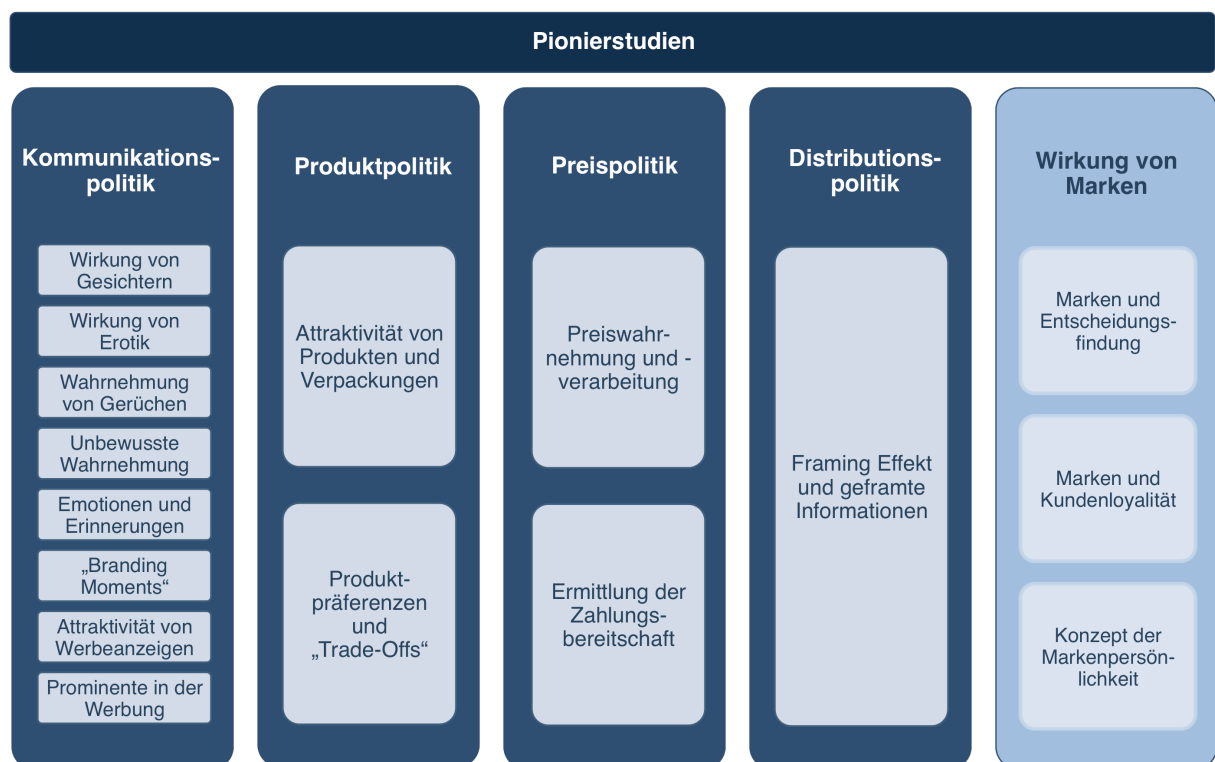 Pionierstudien
Kommunikations-
politik
Wirkung von
Gesichtern
Wirkung von
Erotik
Wahrnehmung
von Gerüchen
Unbewusste
Wahrnehmung
Emotionen und
Erinnerungen
„Branding
Moments“
Attraktivität von
Werbeanzeigen
Prominente in der
Werbung
Produktpolitik
Attraktivität von
Produkten und
Verpackungen
Produkt-
präferenzen
und
„Trade-Offs“
Preispolitik
Preiswahr-
nehmung und -
verarbeitung
Ermittlung der
Zahlungs-
bereitschaft
Distributions-
politik
Framing Effekt
und geframte
Informationen
Wirkung von
Marken
Marken und
Entscheidungs-
findung
Marken und
Kundenloyalität
Konzept der
Markenpersön-
lichkeit